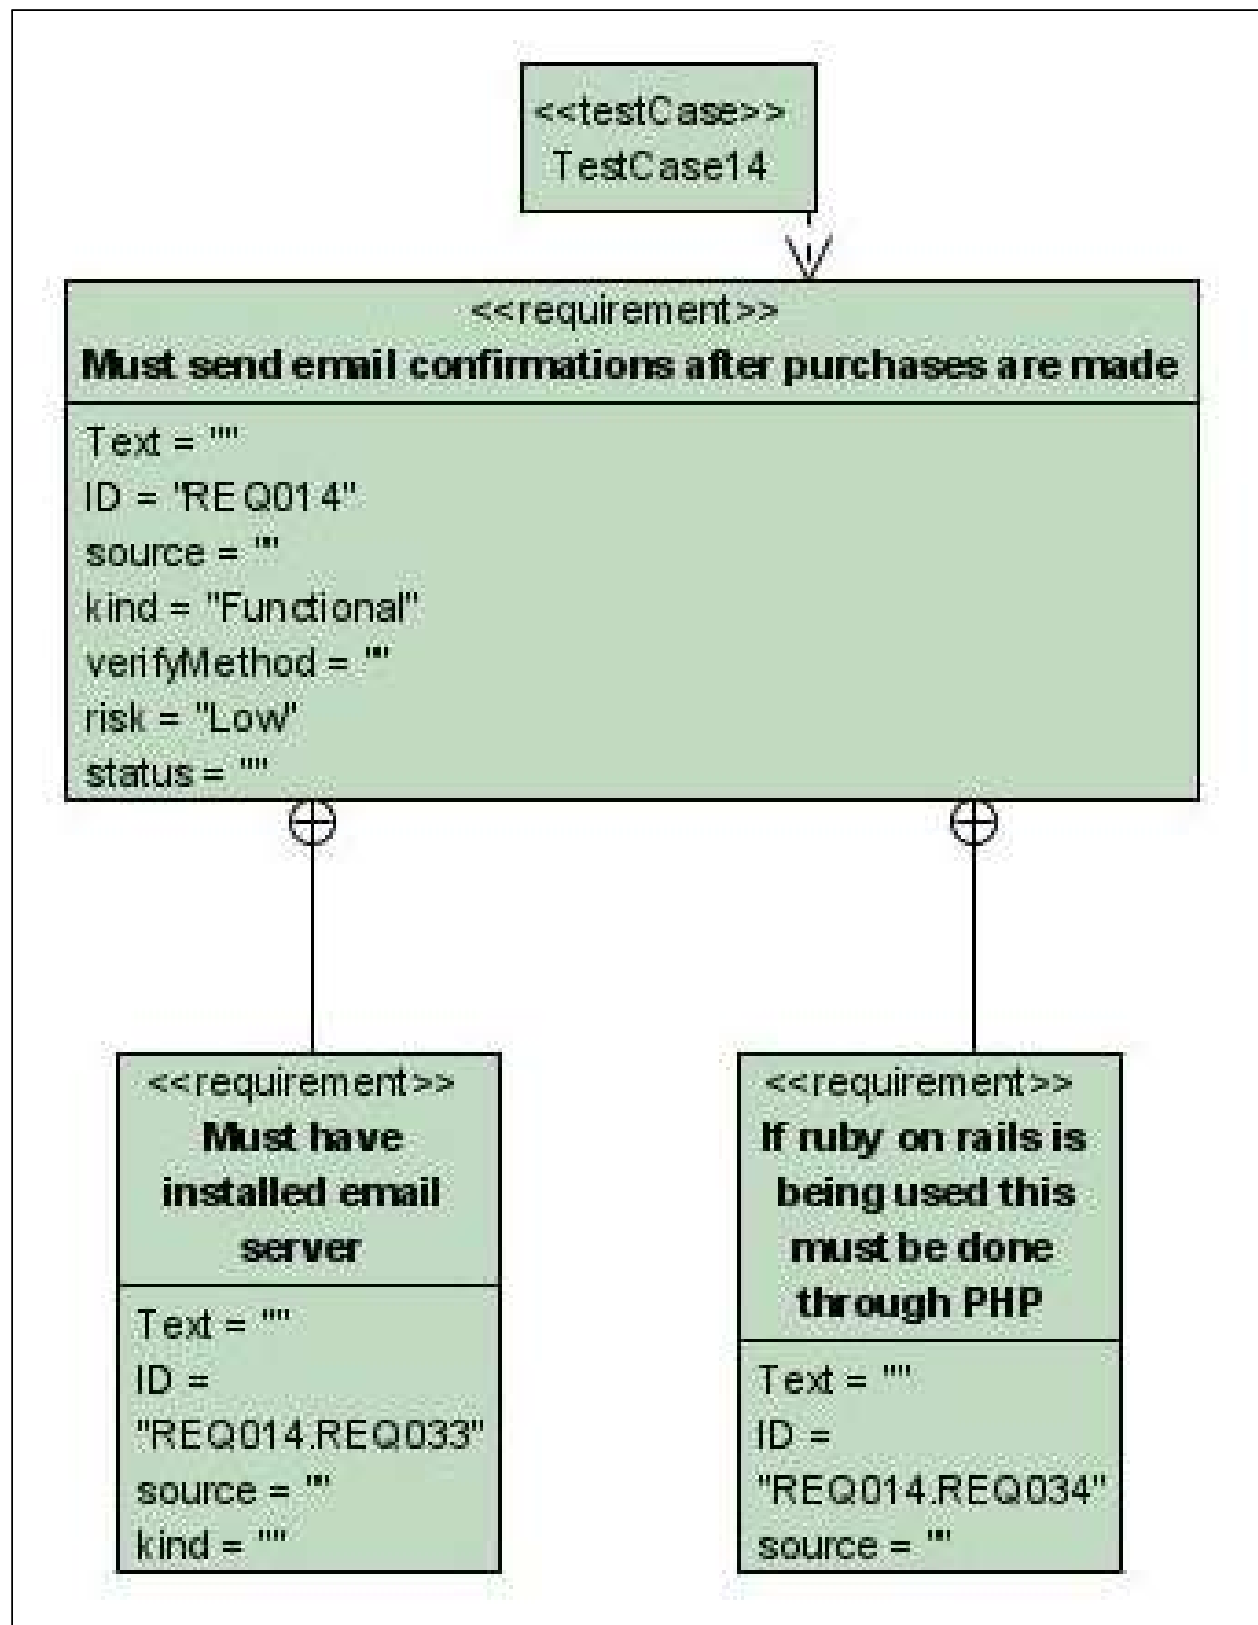 <<testCase>>
TestCase14
<<requirement>>
Must send email confirmations after purchases are made
Text = ""
ID = "REQ014"
source = ""
kind = "Functional"
verifyMethod = ""
risk = "Low"
status = ""
<<requirement>>
Must have
installed email
server
Text = ""
ID =
"REQ014.REQ033"
source = ""
kind = ""
<<requirement>>
If ruby on rails is
being used this
must be done
through PHP
Text = ""
ID =
"REQ014.REQ034"
source = ""